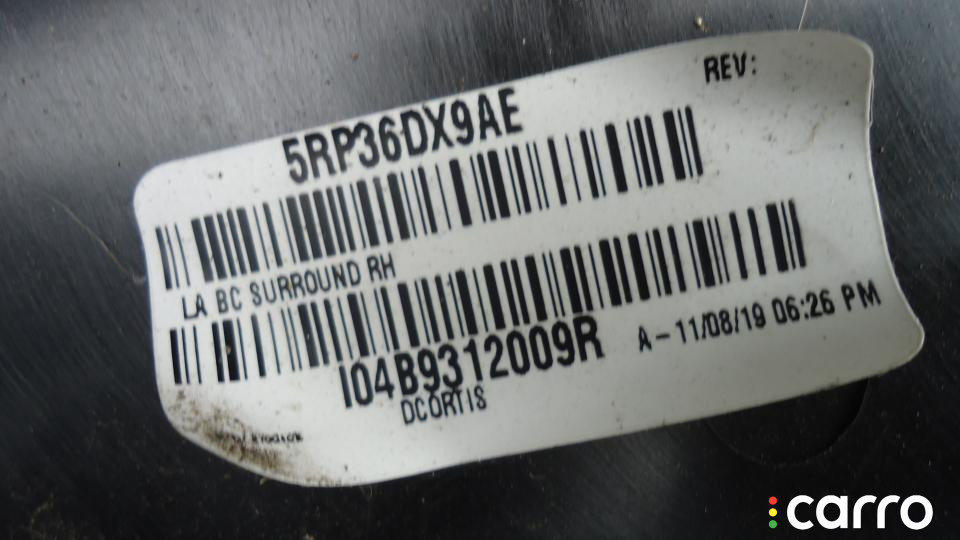 REV:
5RP36DX9AE
LA BC SURROUND RH
I04B9312009R
A-11/08/19 06:26 PM
DCORTIS
carro